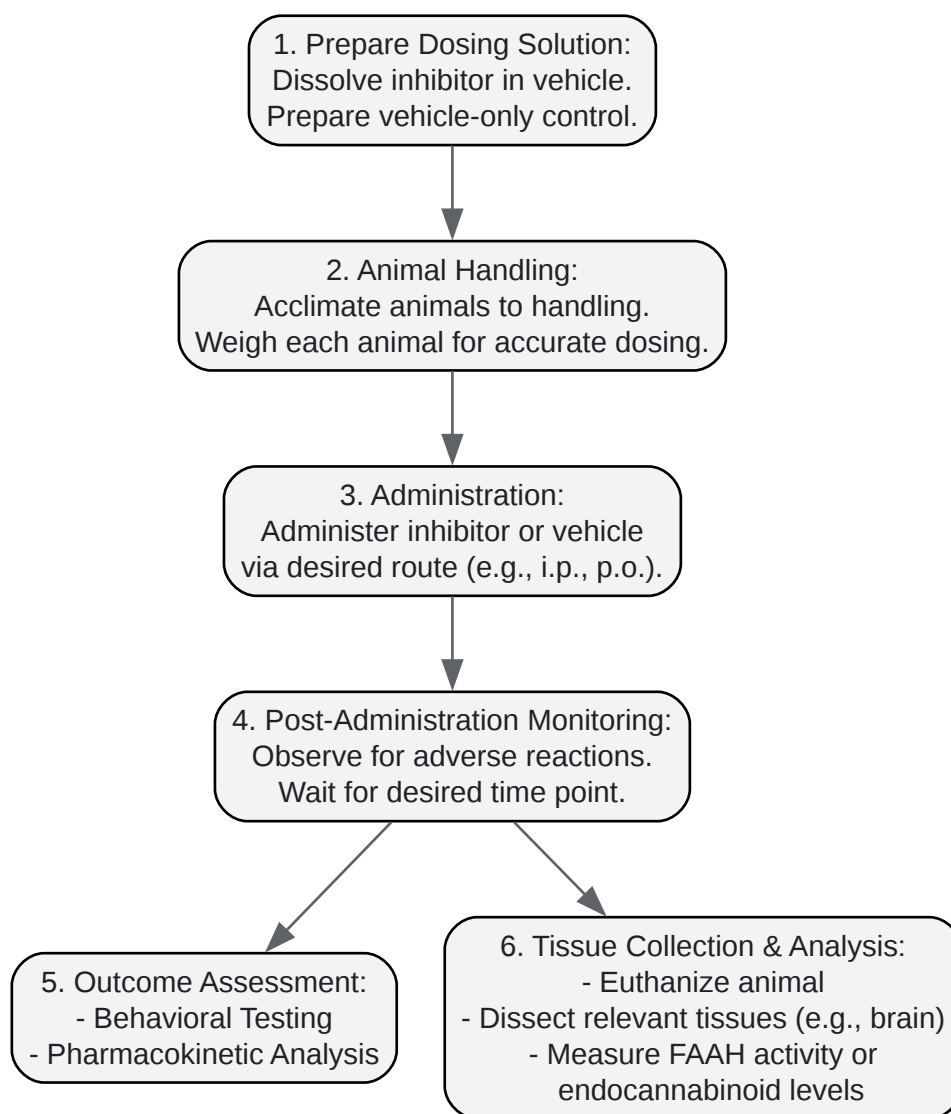 1. Prepare Dosing Solution:
Dissolve inhibitor in vehicle.
Prepare vehicle-only control.
2. Animal Handling:
Acclimate animals to handling.
Weigh each animal for accurate dosing.
3. Administration:
Administer inhibitor or vehicle
via desired route (e.g., i.p., p.o.).
4. Post-Administration Monitoring:
Observe for adverse reactions.
Wait for desired time point.
5. Outcome Assessment:
- Behavioral Testing
- Pharmacokinetic Analysis
6. Tissue Collection & Analysis:
- Euthanize animal
- Dissect relevant tissues (e.g., brain)
- Measure FAAH activity or
endocannabinoid levels